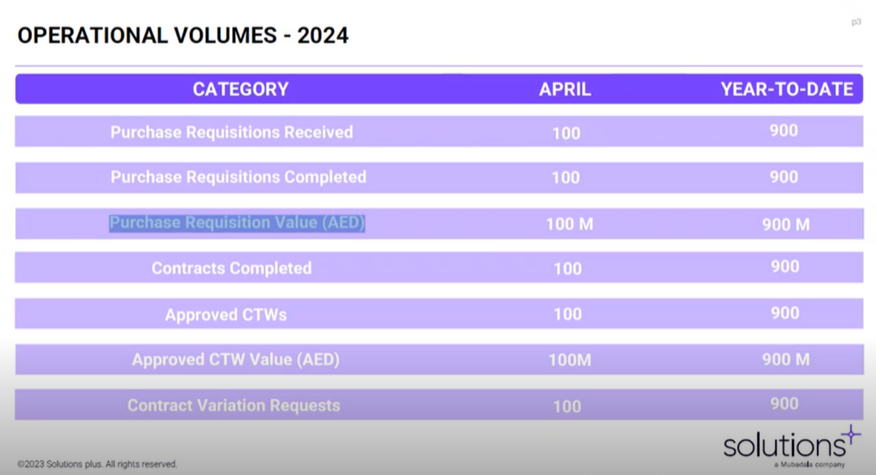 p3
OPERATIONAL VOLUMES - 2024
CATEGORY APRIL YEAR-TO-DATE
Purchase Requisitions Received 100 900
Purchase Requisitions Completed 100 900
Purchase Requisition Value (AED) 100 M 900 M
Contracts Completed 100 900
Approved CTWs 100 900
Approved CTW Value (AED) 100M 900 M
Contract Variation Requests 100 900
solutions+
a Mubadala company
©2023 Solutions plus. All rights reserved.